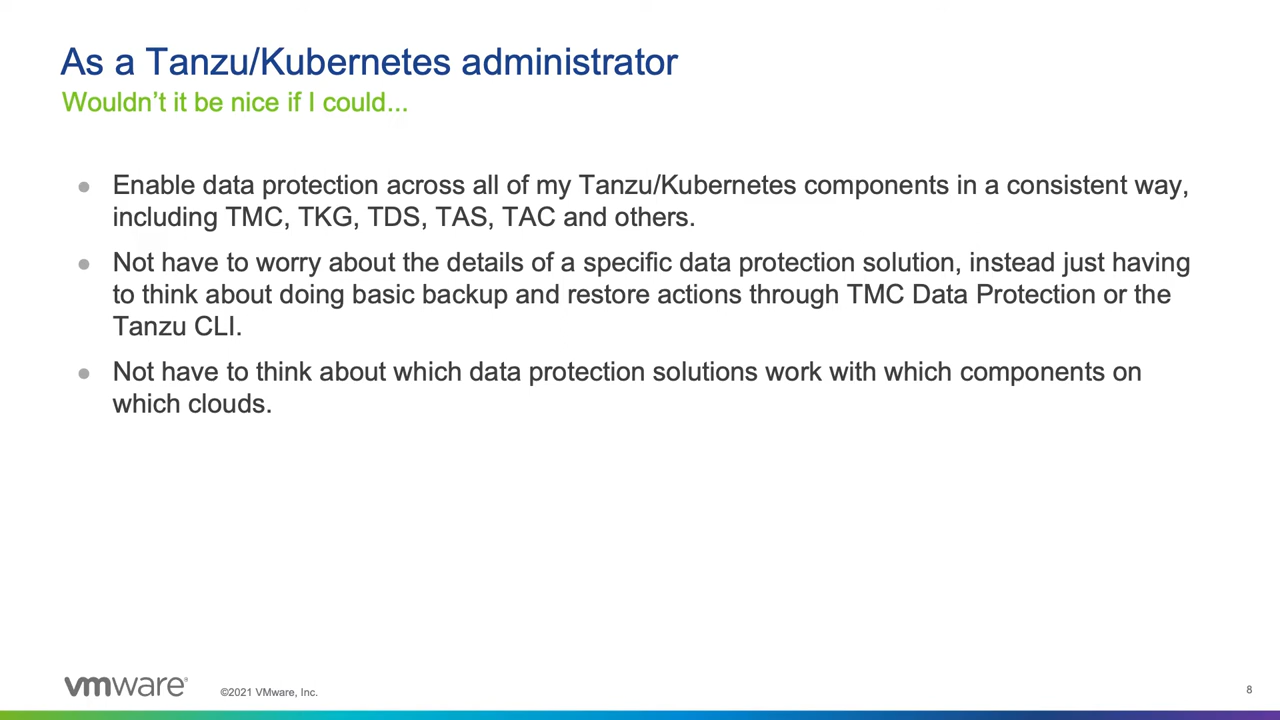 As a Tanzu/Kubernetes administrator
Wouldn't it be nice if I could...
● Enable data protection across all of my Tanzu/Kubernetes components in a consistent way,
including TMC, TKG, TDS, TAS, TAC and others.
● Not have to worry about the details of a specific data protection solution, instead just having
to think about doing basic backup and restore actions through TMC Data Protection or the
Tanzu CLI.
● Not have to think about which data protection solutions work with which components on
which clouds.
vmware®
©2021 VMware, Inc.
8